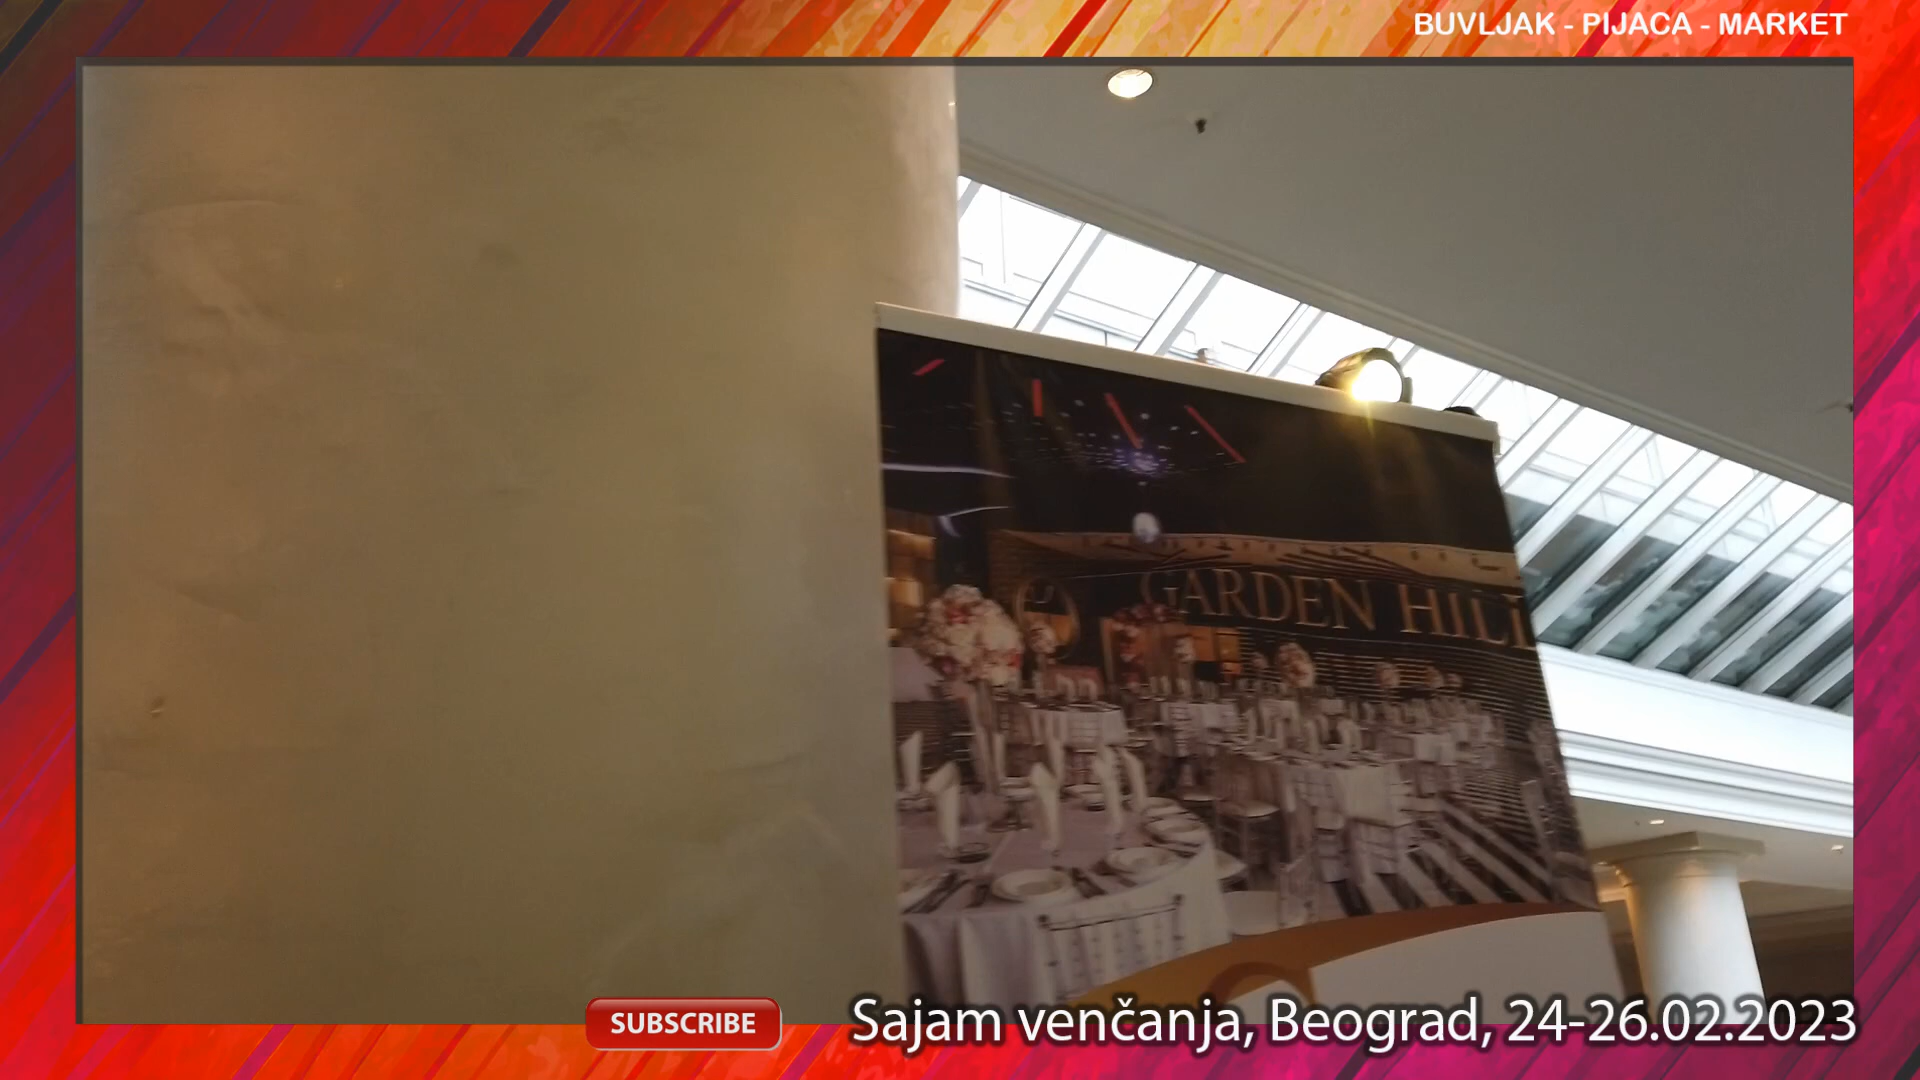 BUVLJAK - PIJACA - MARKET
GARDEN HILL
SUBSCRIBE
Sajam venčanja, Beograd, 24-26.02.2023